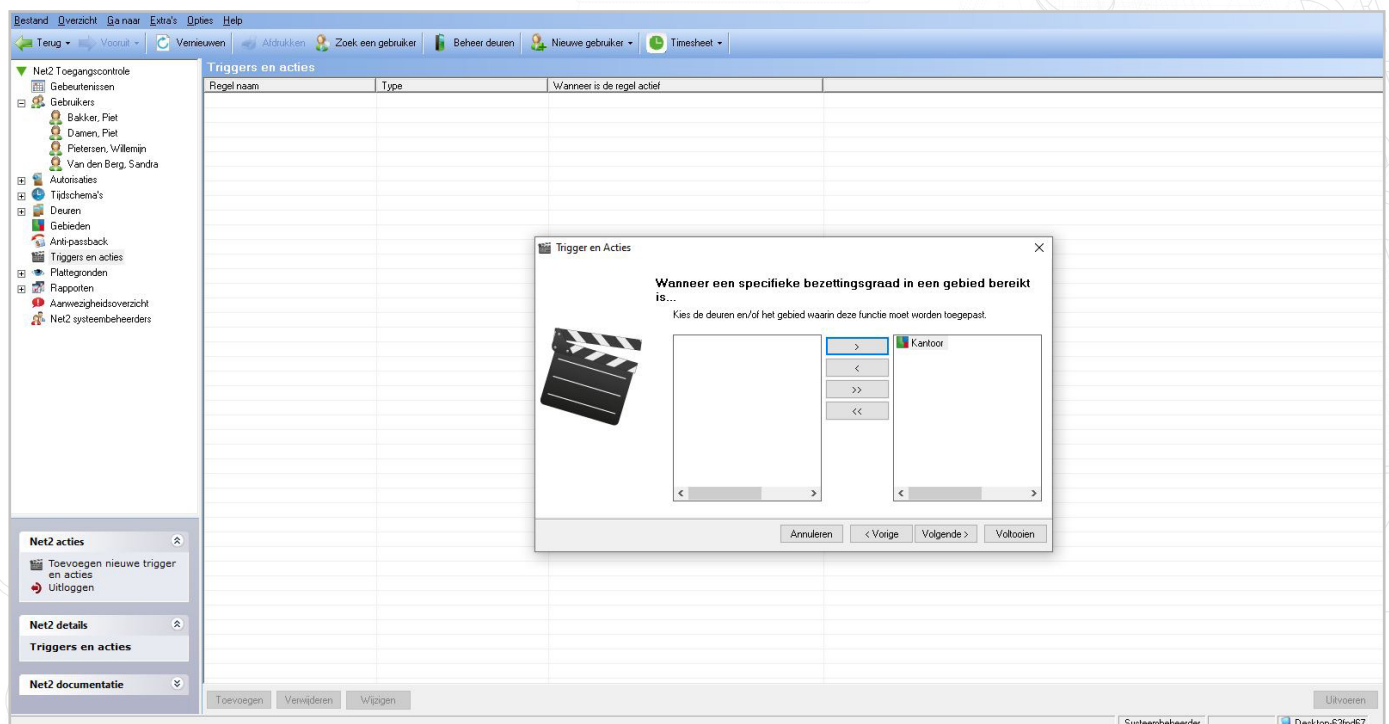 Bestand Overzicht Ga naar Extra's Opties Help
Terug Vooruit Vernieuwen Afdrukken Zoek een gebruiker Beheer deuren Nieuwe gebruiker Timesheet
Net2 Toegangscontrole
Gebeurtenissen
Gebruikers
Bakker, Piet
Damen, Piet
Pietersen, Willemijn
Van den Berg, Sandra
Autorisaties
Tijdschema's
Deuren
Gebieden
Anti-passback
Triggers en acties
Plattegronden
Rapporten
Aanwezigheidsoverzicht
Net2 systeembeheerders
Net2 acties
Toevoegen nieuwe trigger
en acties
Uitloggen
Net2 details
Triggers en acties
Net2 documentatie
Triggers en acties
Regel naam Type Wanneer is de regel actief
Trigger en Acties
Wanneer een specifieke bezettingsgraad in een gebied bereikt
is...
Kies de deuren en/of het gebied waarin deze functie moet worden toegepast.
>
<
>>
<<
Kantoor
Annuleren < Vorige Volgende > Voltooien
Toevoegen Verwijderen Wijzigen Uitvoeren
Systeembeheerder Desktop-63fpd67